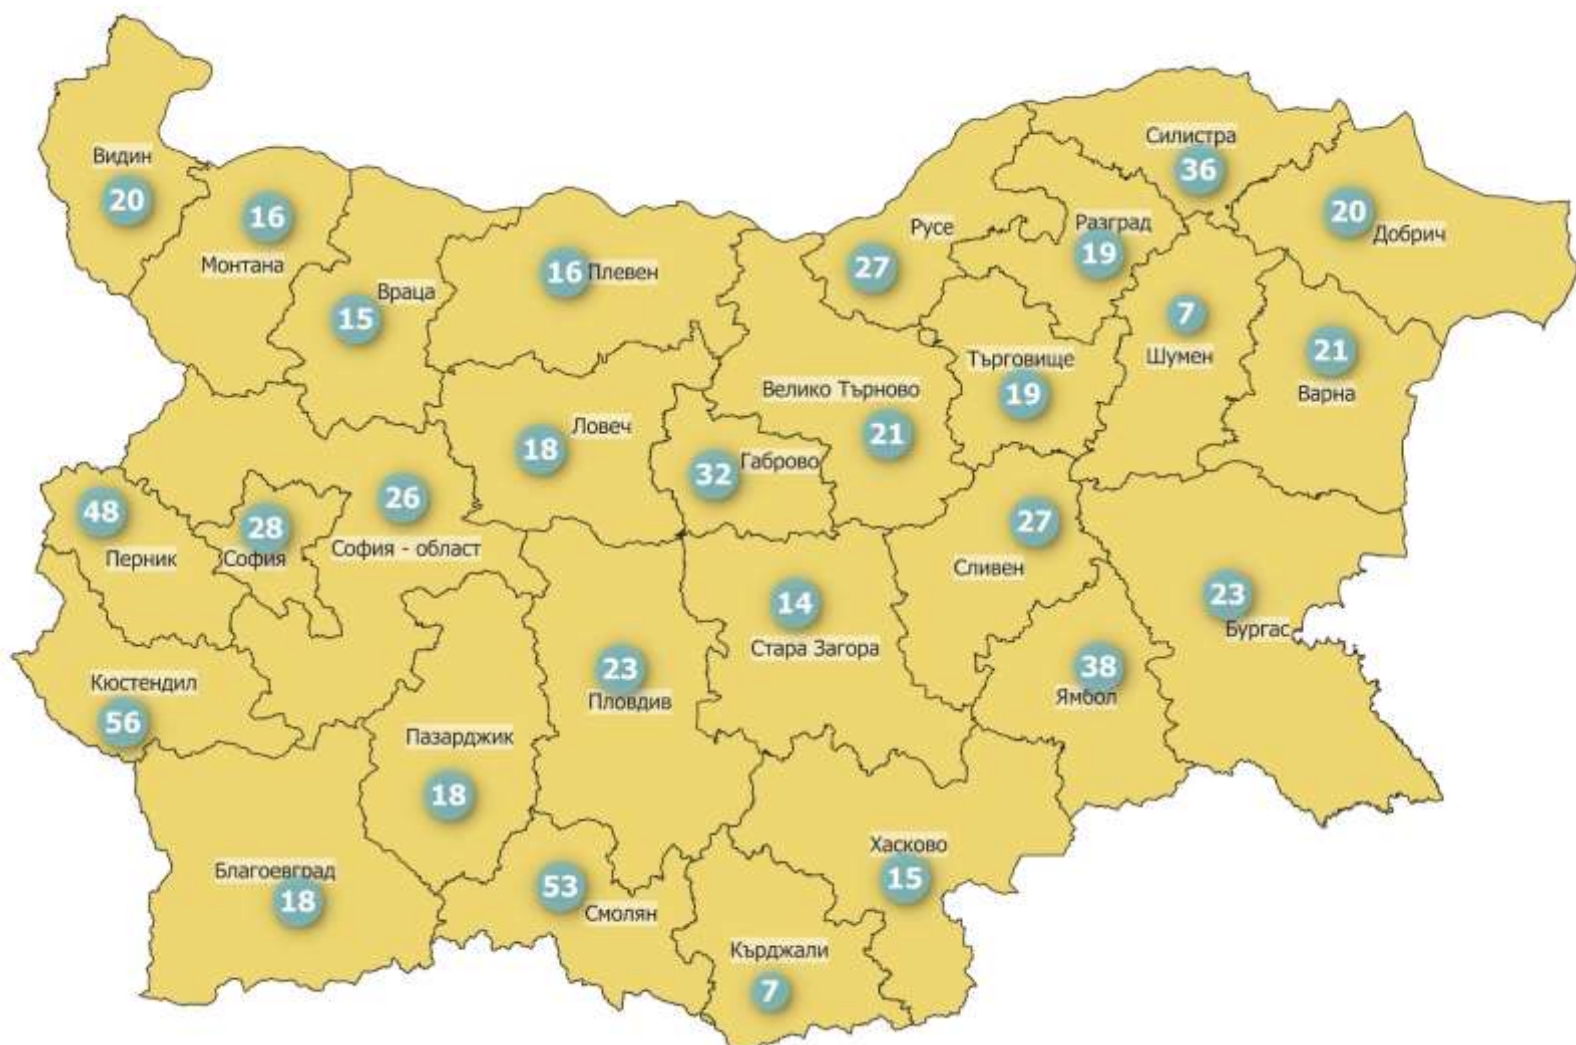 Видин
20
16
Монтана
Враца
15
16
Плевен
Русе
27
Силистра
36
Разград
19
20
Добрич
7
Шумен
21
Варна
Търговище
19
Велико Търново
21
Ловеч
18
Габрово
32
48
Перник
28
София
26
София - област
27
Сливен
23
Бургас
14
Стара Загора
38
Ямбол
23
Пловдив
Кюстендил
56
Пазарджик
18
Благоевград
18
53
Смолян
Хасково
15
Кърджали
7